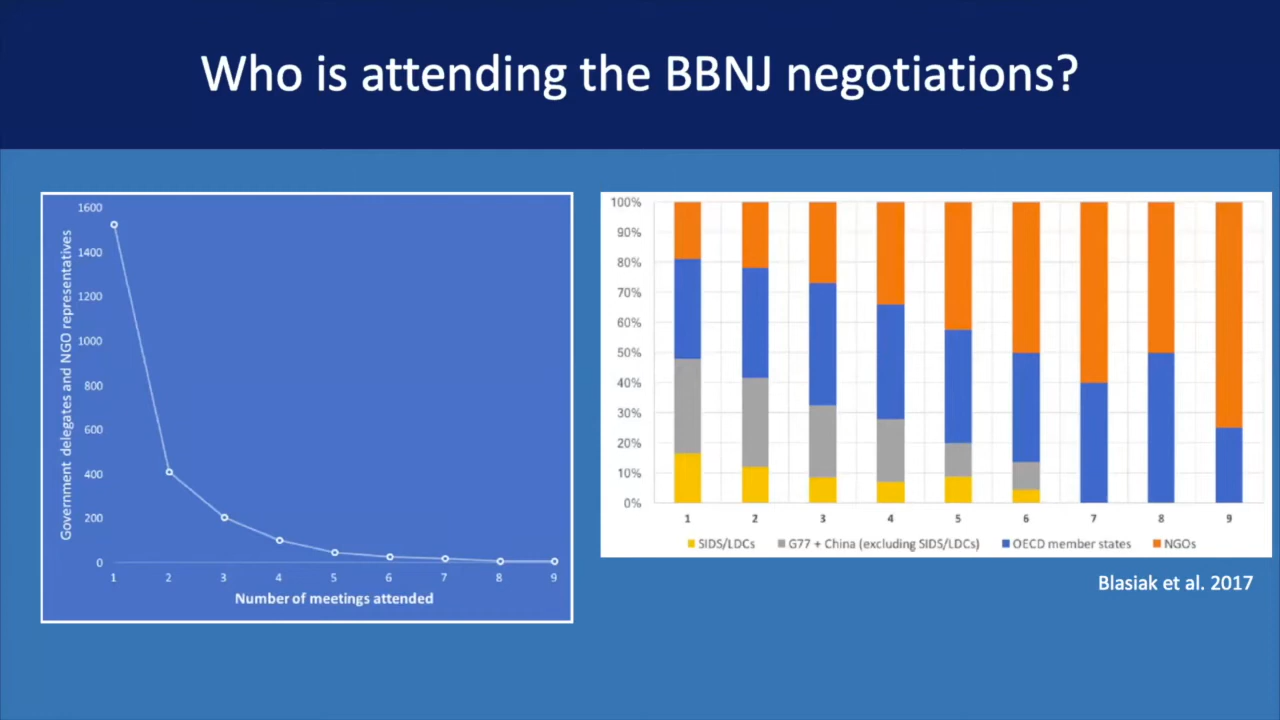 Who is attending the BBNJ negotiations?
Government delegates and NGO representatives
1600
1400
1200
1000
800
600
400
200
0
1 2 3 4 5 6 7 8 9
Number of meetings attended
100%
90%
80%
70%
60%
50%
40%
30%
20%
10%
0%
1 2 3 4 5 6 7 8 9
SIDS/LDCs G77 + China (excluding SIDS/LDCs) OECD member states NGOs
Blasiak et al. 2017